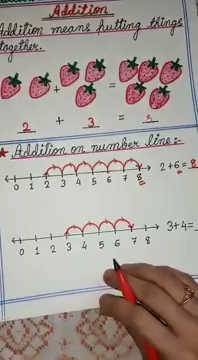 Addition
Addition means putting things
together.
+ =
2 + 3 = 5
★ Addition on number line:
0 1 2 3 4 5 6 7 8
2+6=8
0 1 2 3 4 5 6 7 8
3+4=_